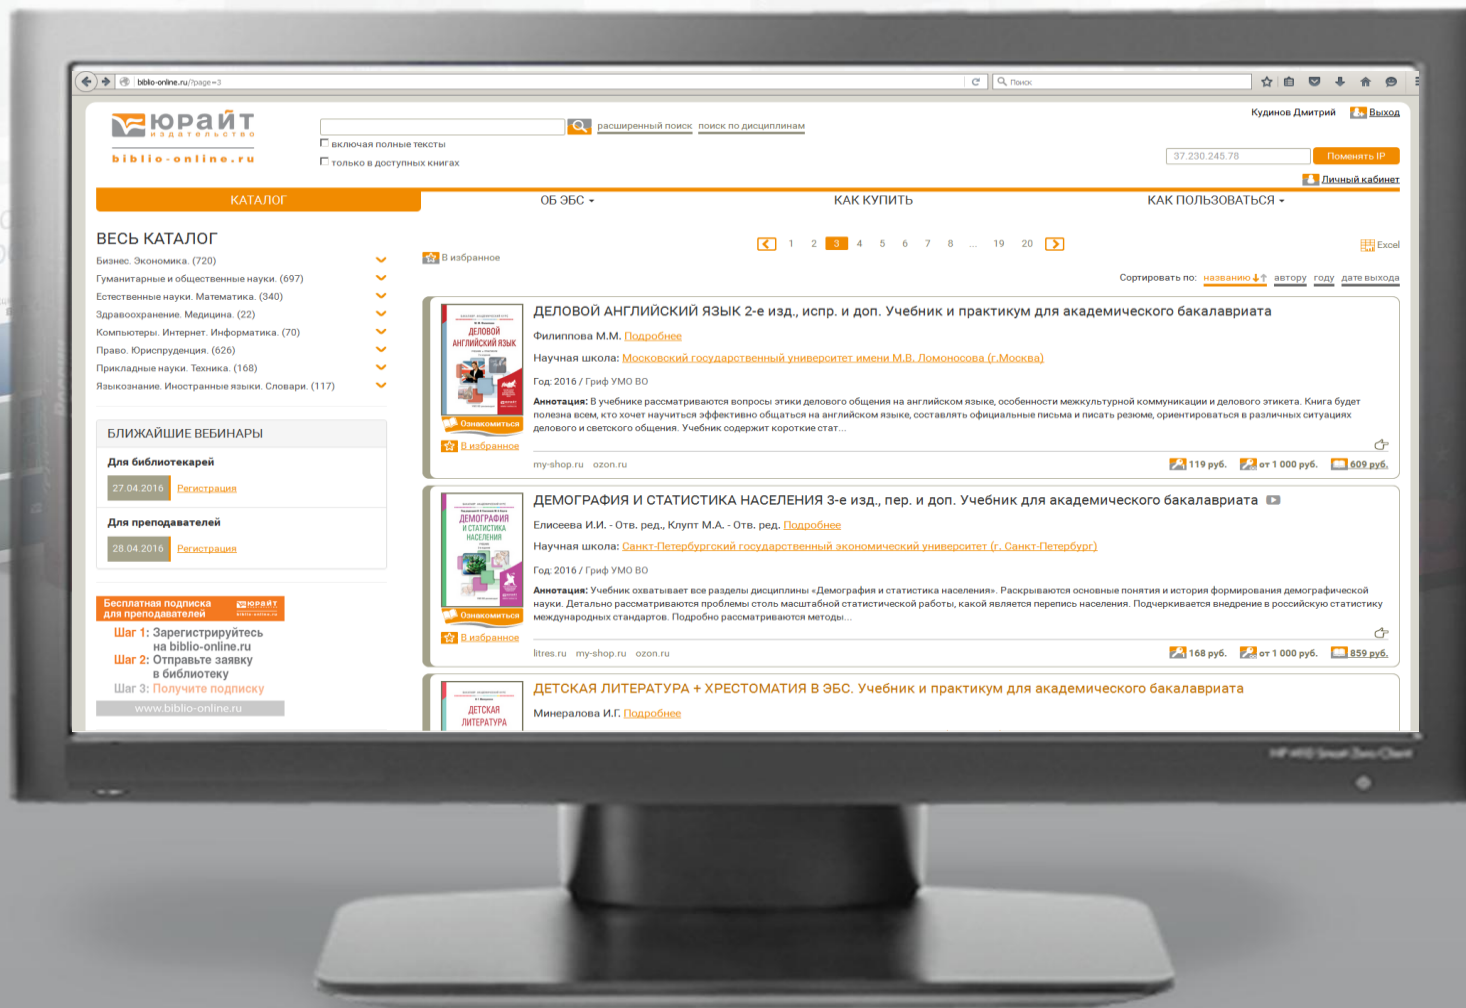 biblio-online.ru/?page=3
Поиск
юрайт
издательство
biblio-online.ru
расширенный поиск поиск по дисциплинам
включая полные тексты
только в доступных книгах
Кудинов Дмитрий Выход
37.230.245.78 Поменять IP
Личный кабинет
КАТАЛОГ ОБ ЭБС КАК КУПИТЬ КАК ПОЛЬЗОВАТЬСЯ
ВЕСЬ КАТАЛОГ
Бизнес. Экономика. (720)
Гуманитарные и общественные науки. (697)
Естественные науки. Математика. (340)
Здравоохранение. Медицина. (22)
Компьютеры. Интернет. Информатика. (70)
Право. Юриспруденция. (626)
Прикладные науки. Техника. (168)
Языкознание. Иностранные языки. Словари. (117)
БЛИЖАЙШИЕ ВЕБИНАРЫ
Для библиотекарей
27.04.2016 Регистрация
Для преподавателей
28.04.2016 Регистрация
Бесплатная подписка
для преподавателей
юрайт
biblio-online.ru
Шаг 1: Зарегистрируйтесь
на biblio-online.ru
Шаг 2: Отправьте заявку
в библиотеку
Шаг 3: Получите подписку
www.biblio-online.ru
1 2 3 4 5 6 7 8 ... 19 20
Excel
В избранное
Сортировать по: названию автору году дате выхода
ДЕЛОВОЙ
АНГЛИЙСКИЙ ЯЗЫК
Ознакомиться
В избранное
ДЕЛОВОЙ АНГЛИЙСКИЙ ЯЗЫК 2-е изд., испр. и доп. Учебник и практикум для академического бакалавриата
Филиппова М.М. Подробнее
Научная школа: Московский государственный университет имени М.В. Ломоносова (г.Москва)
Год: 2016 / Гриф УМО ВО
Аннотация: В учебнике рассматриваются вопросы этики делового общения на английском языке, особенности межкультурной коммуникации и делового этикета. Книга будет
полезна всем, кто хочет научиться эффективно общаться на английском языке, составлять официальные письма и писать резюме, ориентироваться в различных ситуациях
делового и светского общения. Учебник содержит короткие стат...
my-shop.ru ozon.ru
119 руб. от 1 000 руб. 609 руб.
ДЕМОГРАФИЯ
И СТАТИСТИКА
НАСЕЛЕНИЯ
Ознакомиться
В избранное
ДЕМОГРАФИЯ И СТАТИСТИКА НАСЕЛЕНИЯ 3-е изд., пер. и доп. Учебник для академического бакалавриата
Елисеева И.И. - Отв. ред., Клупт М.А. - Отв. ред. Подробнее
Научная школа: Санкт-Петербургский государственный экономический университет (г. Санкт-Петербург)
Год: 2016 / Гриф УМО ВО
Аннотация: Учебник охватывает все разделы дисциплины «Демография и статистика населения». Раскрываются основные понятия и история формирования демографической
науки. Детально рассматриваются проблемы столь масштабной статистической работы, какой является перепись населения. Подчеркивается внедрение в российскую статистику
международных стандартов. Подробно рассматриваются методы...
litres.ru my-shop.ru ozon.ru
168 руб. от 1 000 руб. 859 руб.
ДЕТСКАЯ
ЛИТЕРАТУРА
ДЕТСКАЯ ЛИТЕРАТУРА + ХРЕСТОМАТИЯ В ЭБС. Учебник и практикум для академического бакалавриата
Минералова И.Г. Подробнее